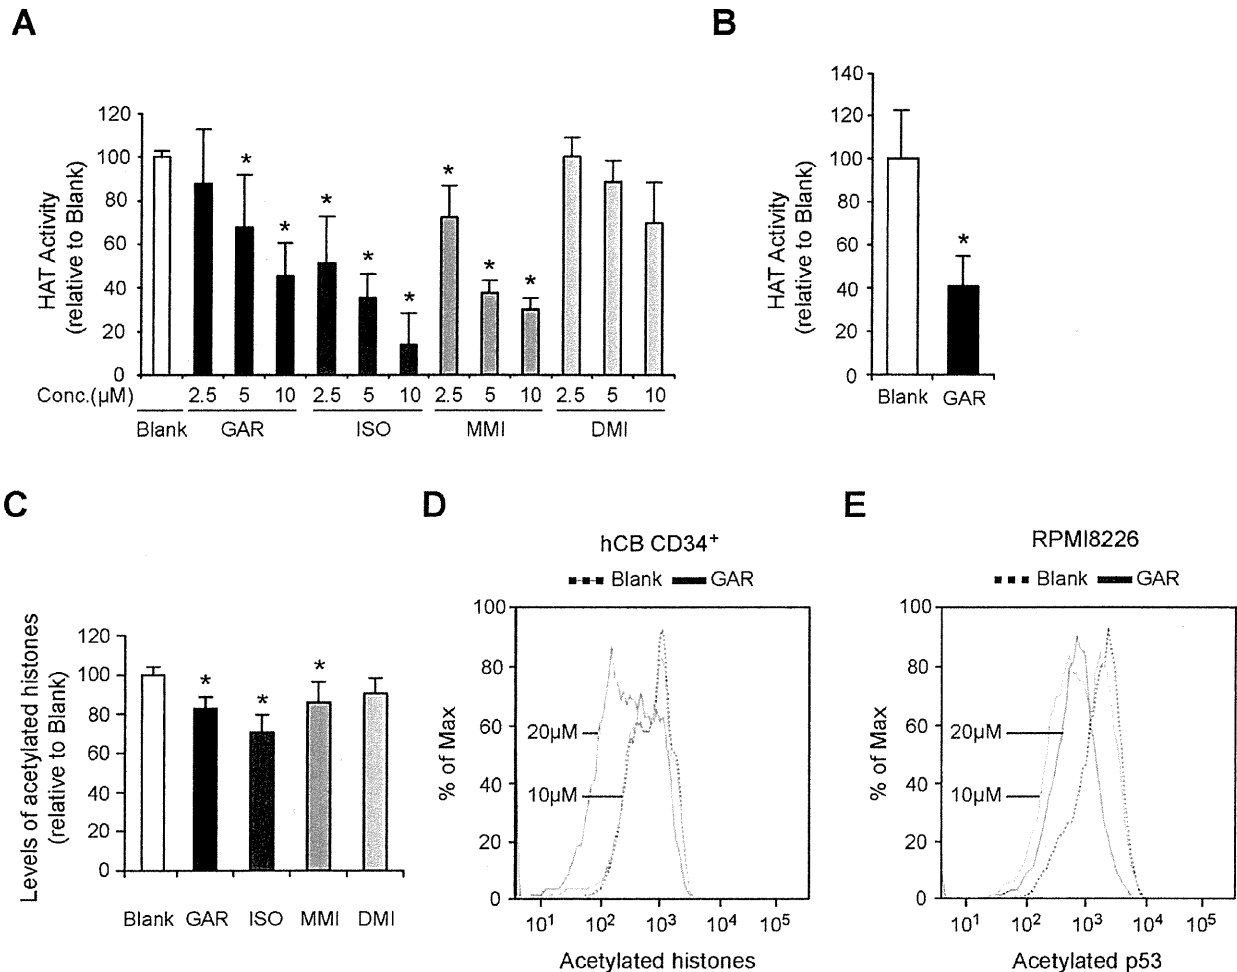 A
HAT Activity
(relative to Blank)
120
100
80
60
40
20
0
* * * * * * * *
Conc.(µM) 2.5 5 10 2.5 5 10 2.5 5 10 2.5 5 10
Blank GAR ISO MMI DMI
B
HAT Activity
(relative to Blank)
140
120
100
80
60
40
20
0
*
Blank GAR
C
Levels of acetylated histones
(relative to Blank)
120
100
80
60
40
20
0
* * *
Blank GAR ISO MMI DMI
D
hCB CD34+
Blank GAR
% of Max
100
80
60
40
20
0
20µM
10µM
10¹ 10² 10³ 10⁴ 10⁵
Acetylated histones
E
RPMI8226
Blank GAR
% of Max
100
80
60
40
20
0
20µM
10µM
10¹ 10² 10³ 10⁴ 10⁵
Acetylated p53